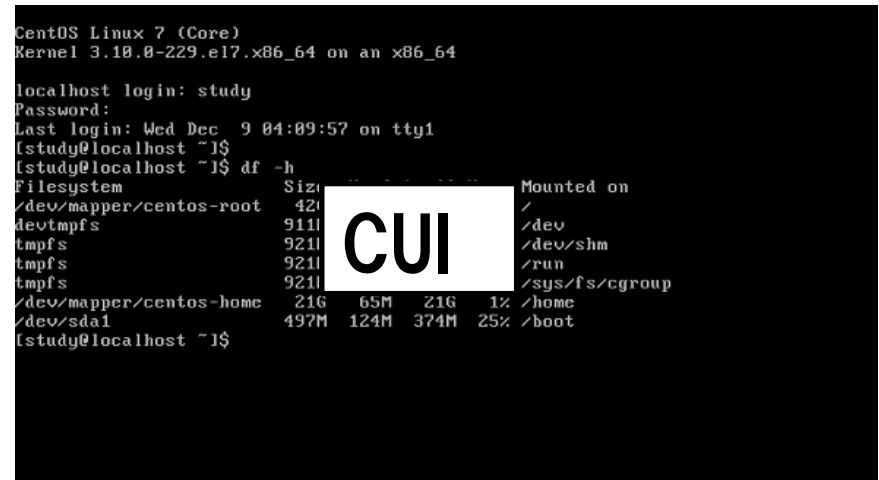 CentOS Linux 7 (Core)
Kernel 3.10.0-229.el7.x86_64 on an x86_64
localhost login: study
Password:
Last login: Wed Dec  9 04:09:57 on tty1
[study@localhost ~]$
[study@localhost ~]$ df -h
Filesystem Mounted on
/dev/mapper/centos-root /
devtmpfs /dev
tmpfs /dev/shm
tmpfs /run
tmpfs /sys/fs/cgroup
CUI
/dev/mapper/centos-home 21G 65M 21G 1% /home
/dev/sda1 497M 124M 374M 25% /boot
[study@localhost ~]$